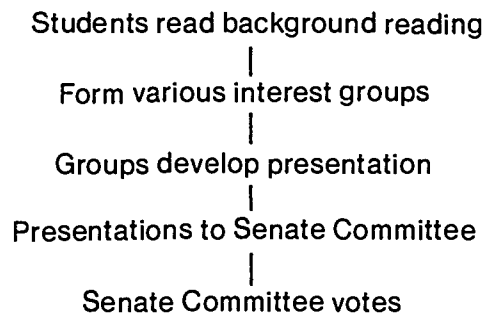 Students read background reading
Form various interest groups
Groups develop presentation
Presentations to Senate Committee
Senate Committee votes